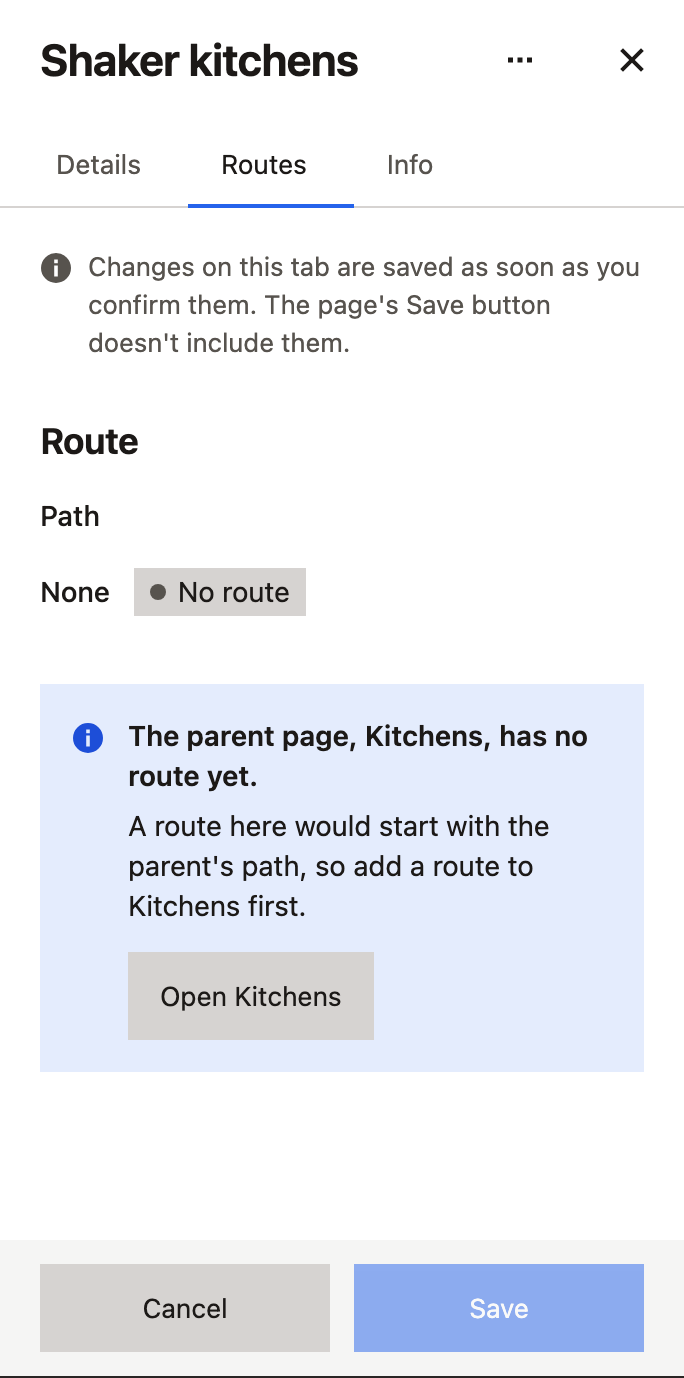 Shaker kitchens
Details
Routes
Info
Changes on this tab are saved as soon as you
confirm them. The page's Save button
doesn't include them.
Route
Path
None
No route
The parent page, Kitchens, has no
route yet.
A route here would start with the
parent's path, so add a route to
Kitchens first.
Open Kitchens
Cancel
Save